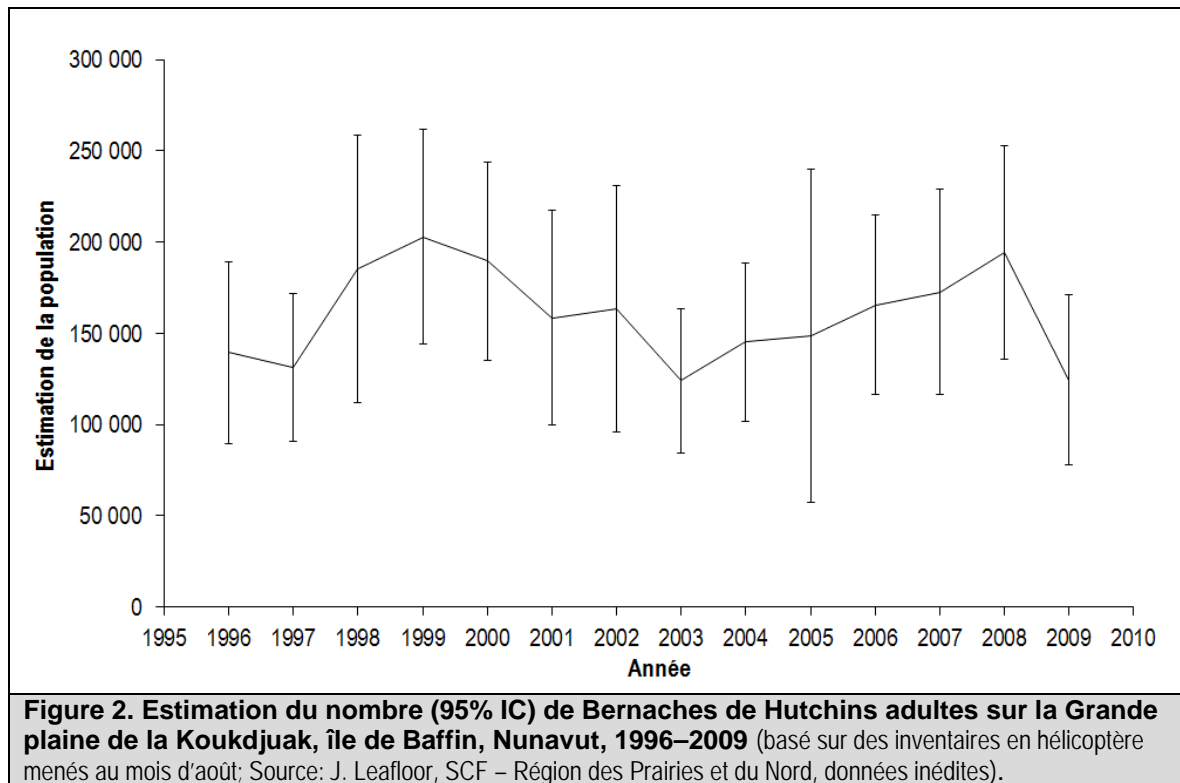 300 000
250 000
200 000
150 000
100 000
50 000
0
Estimation de la population
1995 1996 1997 1998 1999 2000 2001 2002 2003 2004 2005 2006 2007 2008 2009 2010
Année
Figure 2. Estimation du nombre (95% IC) de Bernaches de Hutchins adultes sur la Grande
plaine de la Koukdjuak, île de Baffin, Nunavut, 1996–2009 (basé sur des inventaires en hélicoptère
menés au mois d'août; Source: J. Leafloor, SCF – Région des Prairies et du Nord, données inédites).